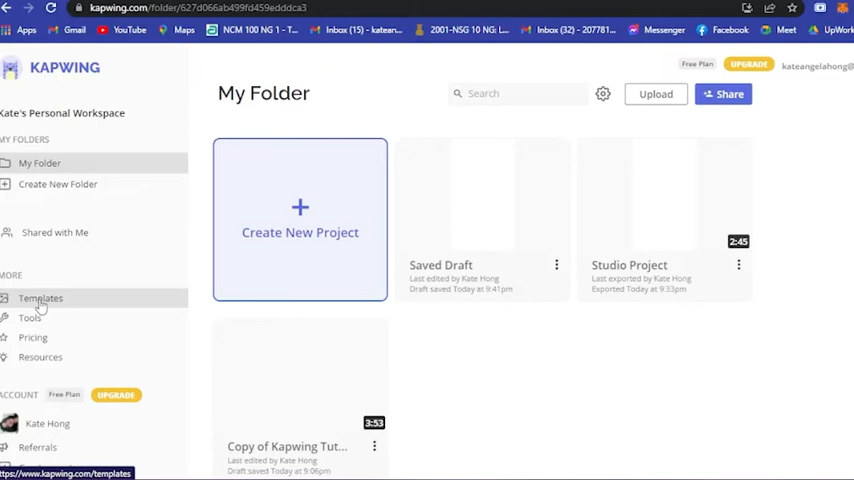 kapwing.com/folder/627d066ab499fd459edddca3
Apps
Gmail
YouTube
Maps
NCM 100 NG 1 - T...
Inbox (15) - katean...
2001-NSG 10 NG: L...
Inbox (32) - 207781...
Messenger
Facebook
Meet
UpWork
KAPWING
Free Plan
UPGRADE
kateangelahong@
Kate's Personal Workspace
My Folder
Search
Upload
Share
MY FOLDERS
My Folder
Create New Folder
Shared with Me
MORE
Templates
Tools
Pricing
Resources
ACCOUNT
Free Plan
UPGRADE
Kate Hong
Referrals
https://www.kapwing.com/templates
+
Create New Project
Saved Draft
Last edited by Kate Hong
Draft saved Today at 9:41pm
2:45
Studio Project
Last exported by Kate Hong
Exported Today at 9:33pm
3:53
Copy of Kapwing Tut...
Last edited by Kate Hong
Draft saved Today at 9:06pm